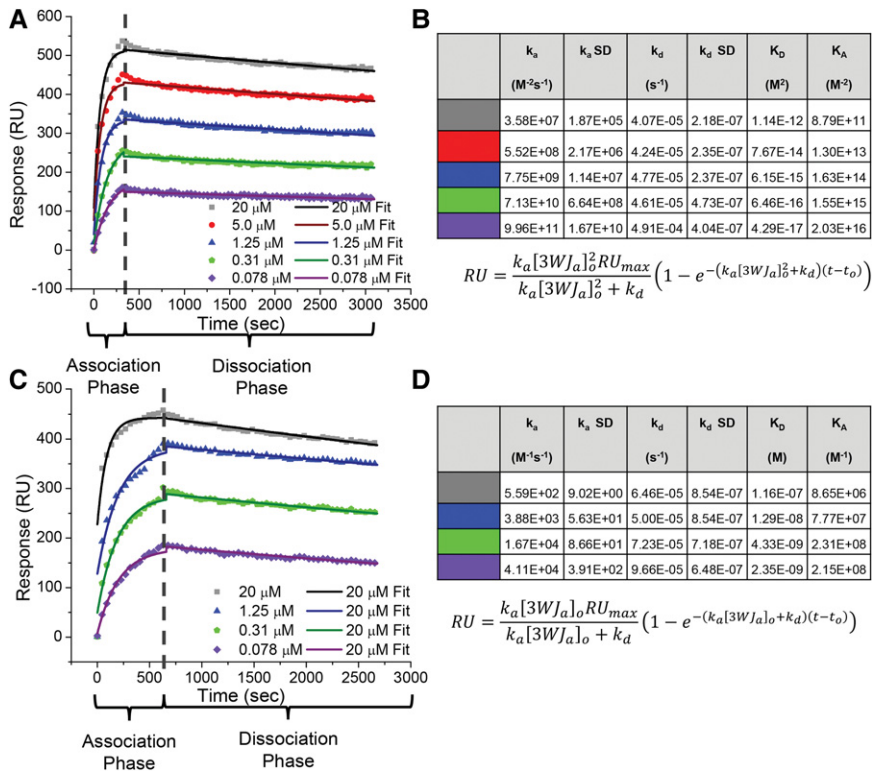 A
600
500
400
300
200
100
0
-100
Response (RU)
20 μM 20 μM Fit
5.0 μM 5.0 μM Fit
1.25 μM 1.25 μM Fit
0.31 μM 0.31 μM Fit
0.078 μM 0.078 μM Fit
0 500 1000 1500 2000 2500 3000
Time (sec)
Association Phase
Dissociation Phase
B
ka ka SD kd kd SD KD KA
(M-2s-1) (s-1) (M2) (M-2)
3.58E+07 1.87E+05 4.07E-05 2.18E-07 1.14E-12 8.79E+11
5.52E+08 2.17E+06 4.24E-05 2.35E-07 7.67E-14 1.30E+13
7.75E+09 1.14E+07 4.77E-05 2.37E-07 6.15E-15 1.63E+14
7.13E+10 6.64E+08 4.61E-05 4.73E-07 6.46E-16 1.55E+15
9.96E+11 1.67E+10 4.91E-04 4.04E-07 4.29E-17 2.03E+16
RU = ka[3WJa]o²RUmax / ka[3WJa]o² + kd (1 − e^−(ka[3WJa]o²+kd)(t−to))
C
500
400
300
200
100
0
Response (RU)
20 μM 20 μM Fit
1.25 μM 20 μM Fit
0.31 μM 20 μM Fit
0.078 μM 20 μM Fit
0 500 1000 1500 2000 2500 3000
Time (sec)
Association Phase
Dissociation Phase
D
ka ka SD kd kd SD KD KA
(M-1s-1) (s-1) (M) (M-1)
5.59E+02 9.02E+00 6.46E-05 8.54E-07 1.16E-07 8.65E+06
3.88E+03 5.63E+01 5.00E-05 8.54E-07 1.29E-08 7.77E+07
1.67E+04 8.66E+01 7.23E-05 7.18E-07 4.33E-09 2.31E+08
4.11E+04 3.91E+02 9.66E-05 6.48E-07 2.35E-09 2.15E+08
RU = ka[3WJa]oRUmax / ka[3WJa]o + kd (1 − e^−(ka[3WJa]o+kd)(t−to))